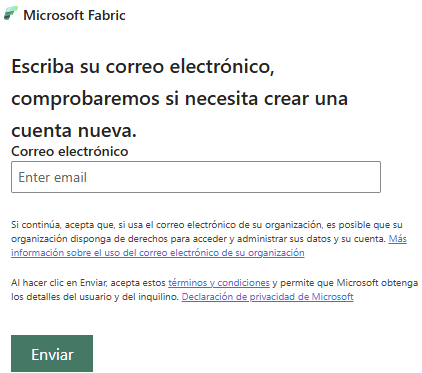 Microsoft Fabric
Escriba su correo electrónico,
comprobaremos si necesita crear una
cuenta nueva.
Correo electrónico
Enter email
Si continúa, acepta que, si usa el correo electrónico de su organización, es posible que su
organización disponga de derechos para acceder y administrar sus datos y su cuenta. Más
información sobre el uso del correo electrónico de su organización
Al hacer clic en Enviar, acepta estos términos y condiciones y permite que Microsoft obtenga
los detalles del usuario y del inquilino. Declaración de privacidad de Microsoft
Enviar